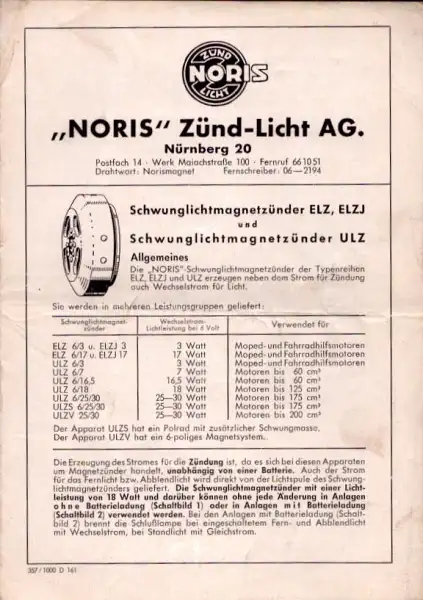 ZÜND
NORIS
LICHT
„NORIS“ Zünd-Licht AG.
Nürnberg 20
Postfach 14 · Werk Maiachstraße 100 · Fernruf 661051
Drahtwort: Norismagnet Fernschreiber: 06—2194
Schwunglichtmagnetzünder ELZ, ELZJ
und
Schwunglichtmagnetzünder ULZ
Allgemeines
Die „NORIS“-Schwunglichtmagnetzünder der Typenreihen
ELZ, ELZJ und ULZ erzeugen neben dem Strom für Zündung
auch Wechselstrom für Licht.
Sie werden in mehreren Leistungsgruppen geliefert:
Schwunglichtmagnet-
zünder
Wechselstrom-
Lichtleistung bei 6 Volt
Verwendet für
ELZ 6/3 u. ELZJ 3 3 Watt Moped- und Fahrradhilfsmotoren
ELZ 6/17 u. ELZJ 17 17 Watt Moped- und Fahrradhilfsmotoren
ULZ 6/3 3 Watt Moped- und Fahrradhilfsmotoren
ULZ 6/7 7 Watt Motoren bis 60 cm³
ULZ 6/16,5 16,5 Watt Motoren bis 60 cm³
ULZ 6/18 18 Watt Motoren bis 125 cm³
ULZ 6/25/30 25—30 Watt Motoren bis 175 cm³
ULZS 6/25/30 25—30 Watt Motoren bis 175 cm³
ULZV 25/30 25—30 Watt Motoren bis 200 cm³
Der Apparat ULZS hat ein Polrad mit zusätzlicher Schwungmasse.
Der Apparat ULZV hat ein 6-poliges Magnetsystem.
Die Erzeugung des Stromes für die Zündung ist, da es sich bei diesen Apparaten
um Magnetzünder handelt, unabhängig von einer Batterie. Auch der Strom
für das Fernlicht bzw. Abblendlicht wird direkt von der Lichtspule des Schwung-
lichtmagnetzünders geliefert. Die Schwunglichtmagnetzünder mit einer Licht-
leistung von 18 Watt und darüber können ohne jede Änderung in Anlagen
ohne Batterieladung (Schaltbild 1) oder in Anlagen mit Batterieladung
(Schaltbild 2) verwendet werden. Bei den Anlagen mit Batterieladung (Schalt-
bild 2) brennt die Schlußlampe bei eingeschaltetem Fern- und Abblendlicht
mit Wechselstrom, bei Standlicht mit Gleichstrom.
357/1000 D 161